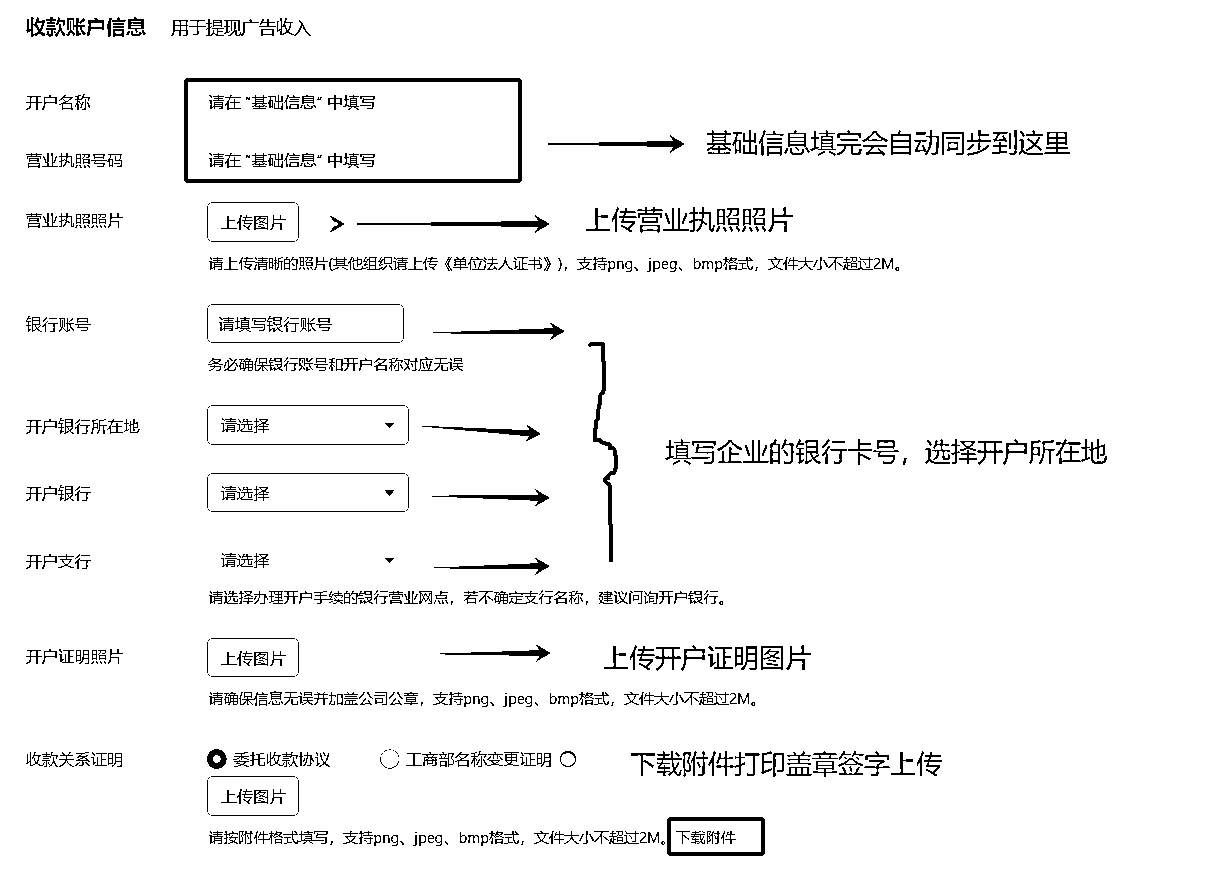 收款账户信息 用于提现广告收入
开户名称 请在 "基础信息" 中填写
基础信息填完会自动同步到这里
营业执照号码 请在 "基础信息" 中填写
营业执照照片 上传图片 上传营业执照照片
请上传清晰的照片(其他组织请上传《单位法人证书》)，支持png、jpeg、bmp格式，文件大小不超过2M。
银行账号 请填写银行账号
务必确保银行账号和开户名称对应无误
开户银行所在地 请选择
填写企业的银行卡号，选择开户所在地
开户银行 请选择
开户支行 请选择
请选择办理开户手续的银行营业网点，若不确定支行名称，建议问询开户银行。
开户证明照片 上传图片 上传开户证明图片
请确保信息无误并加盖公司公章，支持png、jpeg、bmp格式，文件大小不超过2M。
收款关系证明 委托收款协议 工商部名称变更证明 下载附件打印盖章签字上传
上传图片
请按附件格式填写，支持png、jpeg、bmp格式，文件大小不超过2M。 下载附件